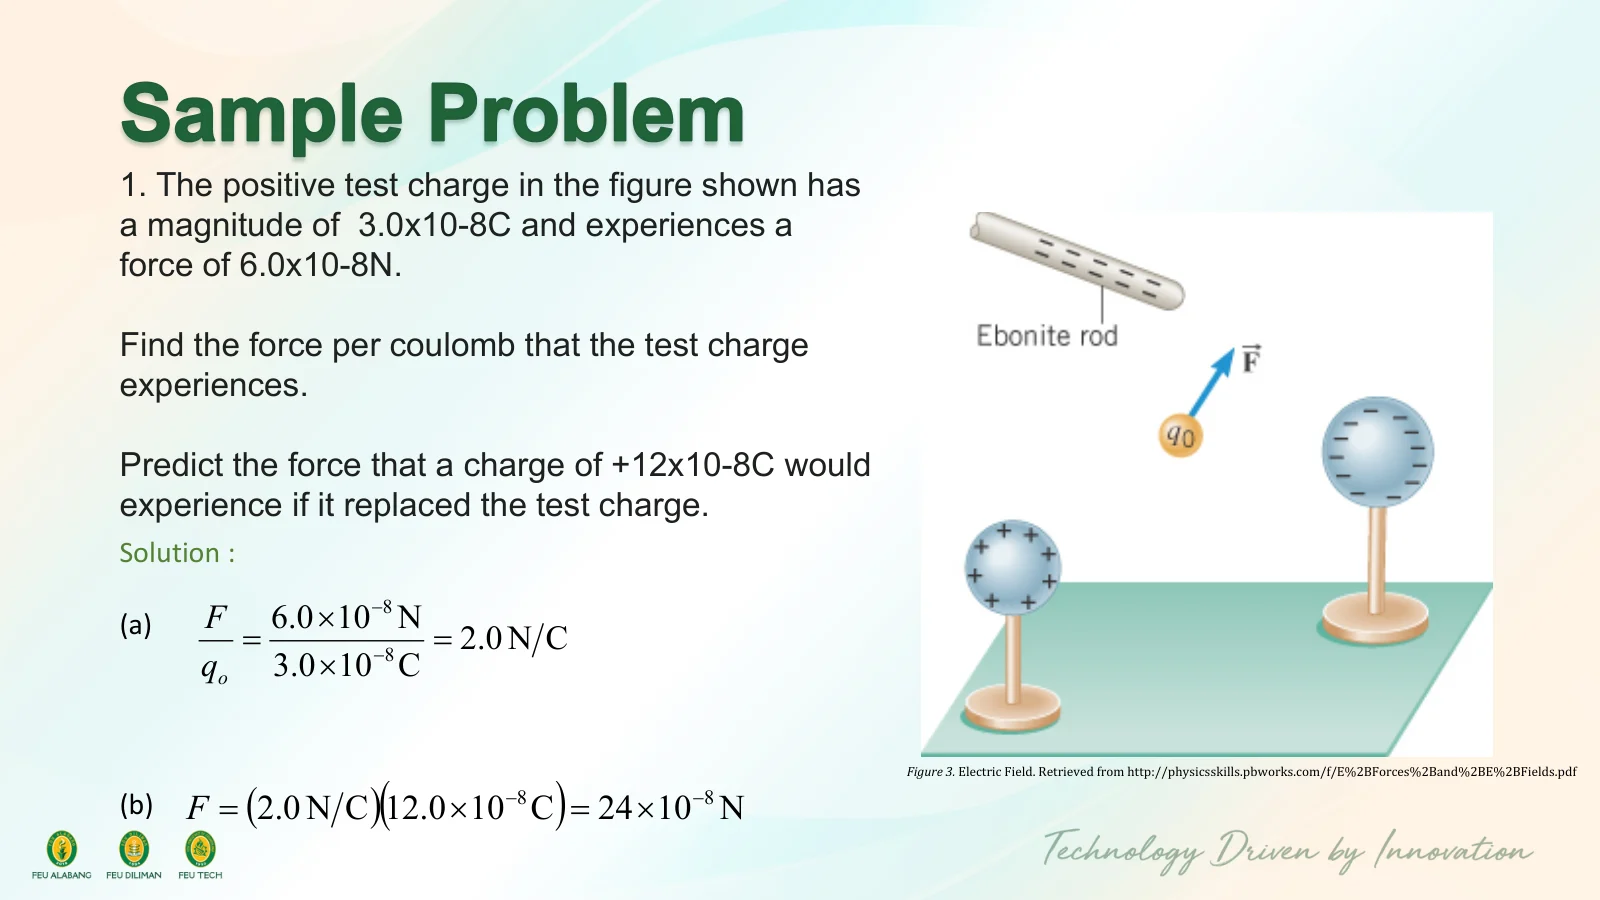 Sample Problem
1. The positive test charge in the figure shown has
a magnitude of  3.0x10-8C and experiences a
force of 6.0x10-8N.
Find the force per coulomb that the test charge
experiences.
Predict the force that a charge of +12x10-8C would
experience if it replaced the test charge.
Solution :
(a) F/qₒ = 6.0×10⁻⁸ N / 3.0×10⁻⁸ C = 2.0 N/C
(b) F = (2.0 N/C)(12.0×10⁻⁸ C) = 24×10⁻⁸ N
Ebonite rod
F⃗
q0
Figure 3. Electric Field. Retrieved from http://physicsskills.pbworks.com/f/E%2BForces%2Band%2BE%2BFields.pdf
FEU ALABANG
FEU DILIMAN
FEU TECH
Technology Driven by Innovation